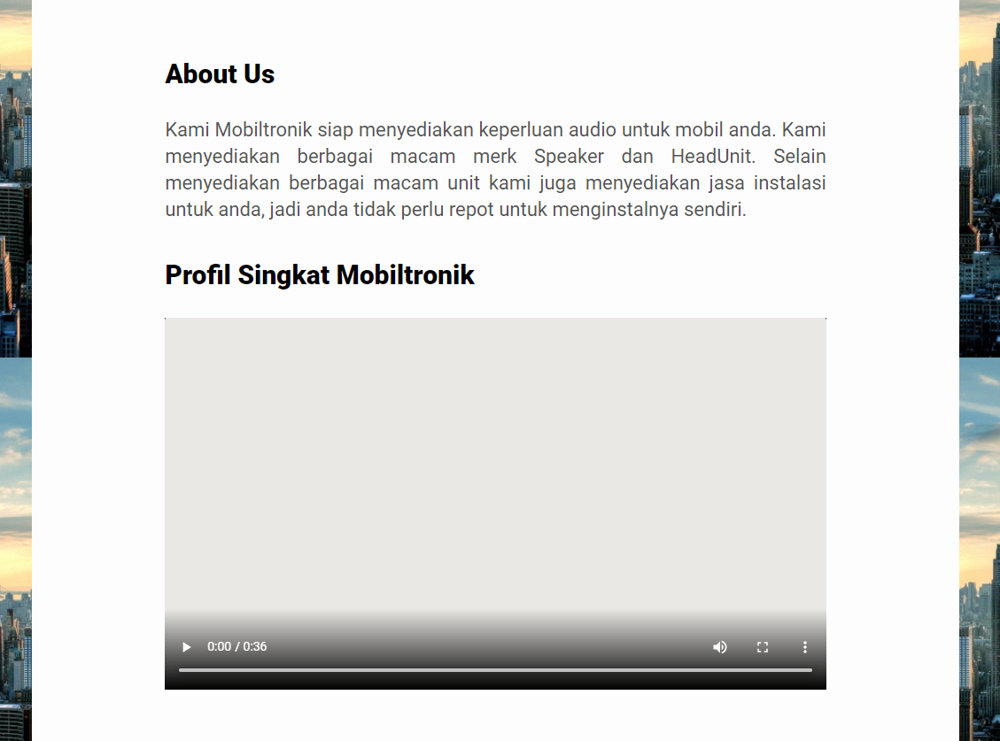 About Us
Kami Mobiltronik siap menyediakan keperluan audio untuk mobil anda. Kami
menyediakan berbagai macam merk Speaker dan HeadUnit. Selain
menyediakan berbagai macam unit kami juga menyediakan jasa instalasi
untuk anda, jadi anda tidak perlu repot untuk menginstalnya sendiri.
Profil Singkat Mobiltronik
0:00 / 0:36